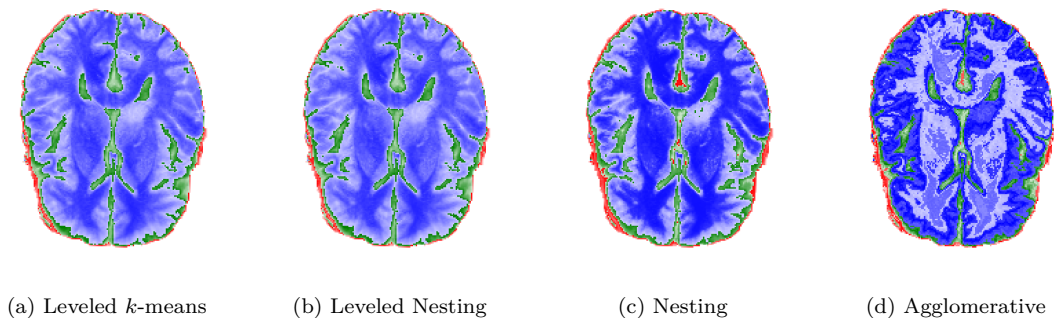 (a) Leveled k-means
(b) Leveled Nesting
(c) Nesting
(d) Agglomerative